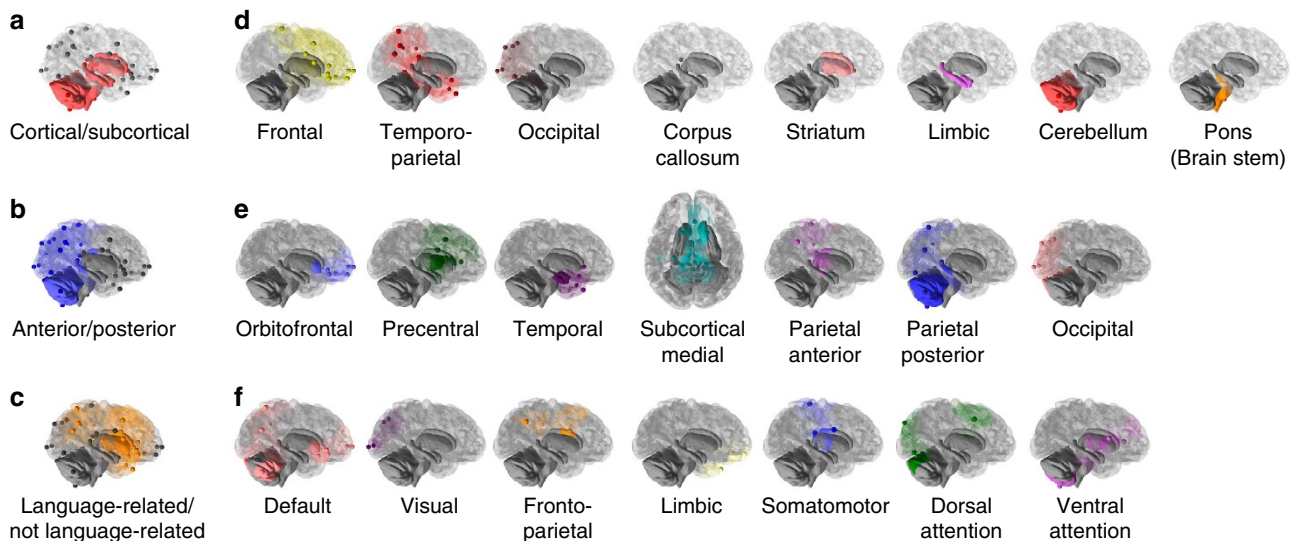 a
Cortical/subcortical
d
Frontal
Temporo-
parietal
Occipital
Corpus
callosum
Striatum
Limbic
Cerebellum
Pons
(Brain stem)
b
Anterior/posterior
e
Orbitofrontal
Precentral
Temporal
Subcortical
medial
Parietal
anterior
Parietal
posterior
Occipital
c
Language-related/
not language-related
f
Default
Visual
Fronto-
parietal
Limbic
Somatomotor
Dorsal
attention
Ventral
attention